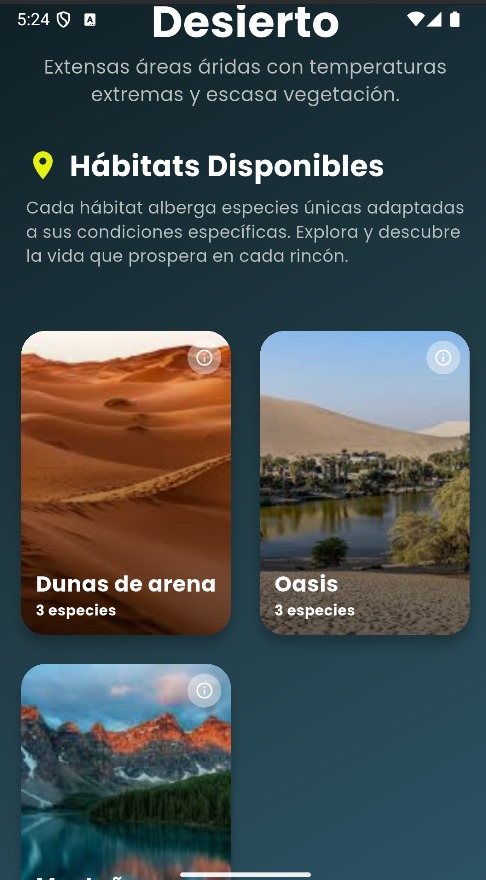 5:24
Desierto
Extensas áreas áridas con temperaturas
extremas y escasa vegetación.
Hábitats Disponibles
Cada hábitat alberga especies únicas adaptadas
a sus condiciones específicas. Explora y descubre
la vida que prospera en cada rincón.
Dunas de arena
3 especies
Oasis
3 especies